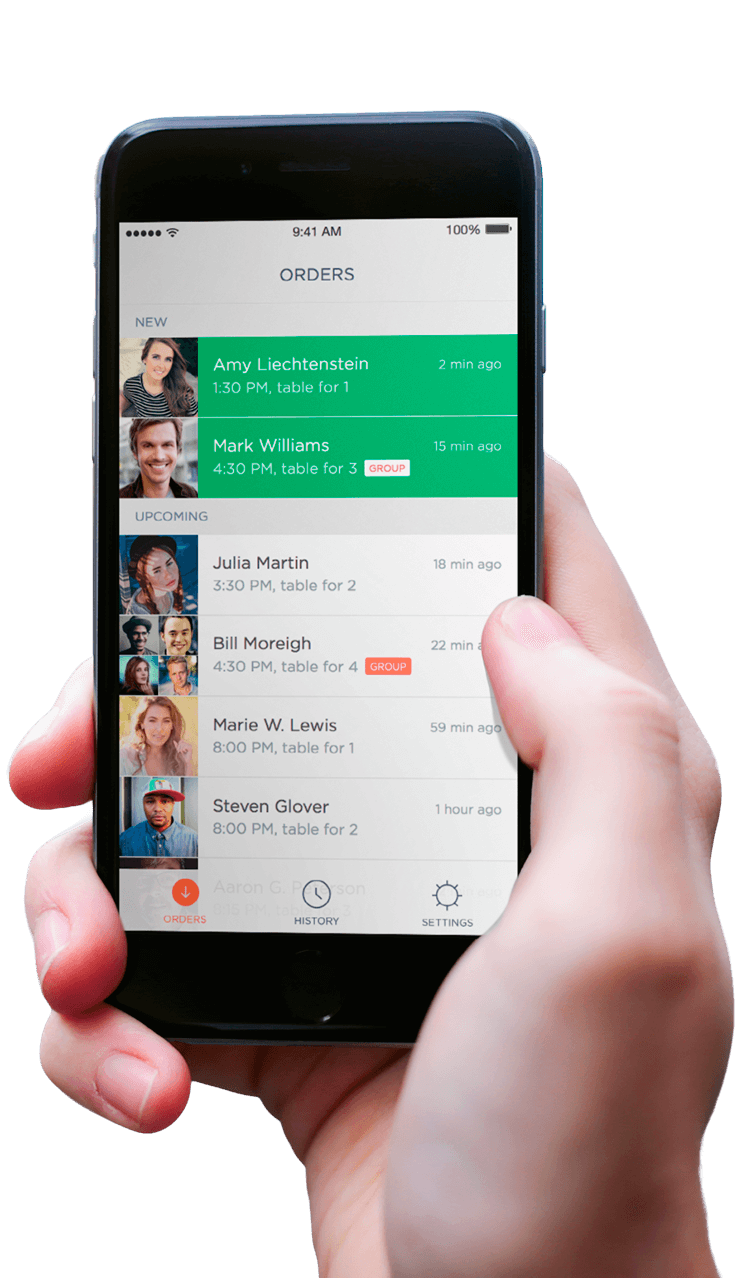 9:41 AM 100%
ORDERS
NEW
Amy Liechtenstein 2 min ago
1:30 PM, table for 1
Mark Williams 15 min ago
4:30 PM, table for 3 GROUP
UPCOMING
Julia Martin 18 min ago
3:30 PM, table for 2
Bill Moreigh 22 min
4:30 PM, table for 4 GROUP
Marie W. Lewis 59 min ago
8:00 PM, table for 1
Steven Glover 1 hour ago
8:00 PM, table for 2
Aaron G.
ORDERS HISTORY SETTINGS